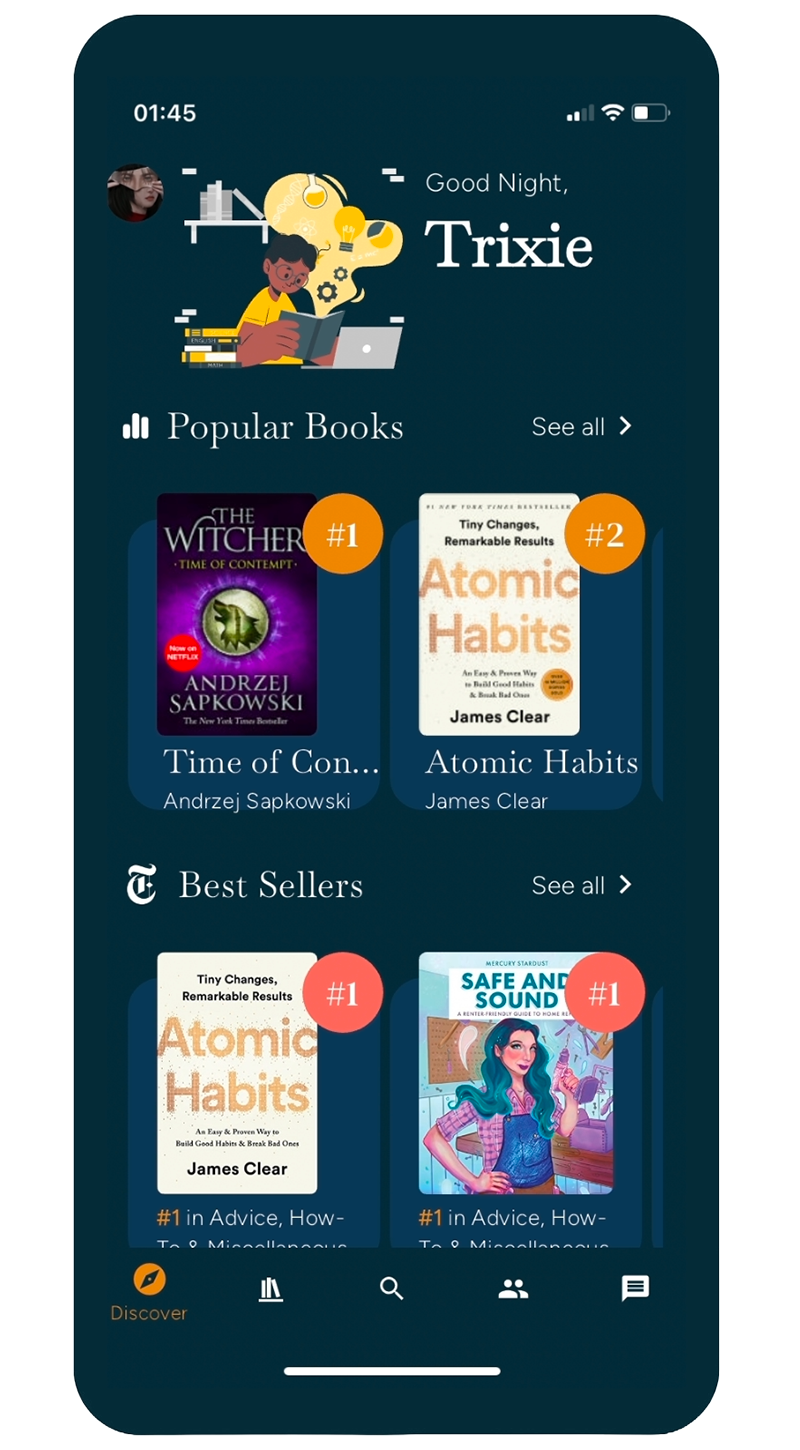 01:45
Good Night,
Trixie
ENGLISH
MATH
Popular Books
See all
THE
WITCHER
·TIME OF CONTEMPT·
Now on
NETFLIX
ANDRZEJ
SAPKOWSKI
The New York Times Bestseller
#1
Time of Con...
Andrzej Sapkowski
#1 NEW YORK TIMES BESTSELLER
Tiny Changes,
Remarkable Results
Atomic
Habits
An Easy & Proven Way
to Build Good Habits
& Break Bad Ones
James Clear
#2
Atomic Habits
James Clear
Best Sellers
See all
Tiny Changes,
Remarkable Results
Atomic
Habits
An Easy & Proven Way to
Build Good Habits & Break Bad Ones
James Clear
#1
#1 in Advice, How-
To & Miscellaneous
MERCURY STARDUST
SAFE AND
SOUND
A RENTER-FRIENDLY GUIDE TO HOME
#1
#1 in Advice, How-
To & Miscellaneous
Discover